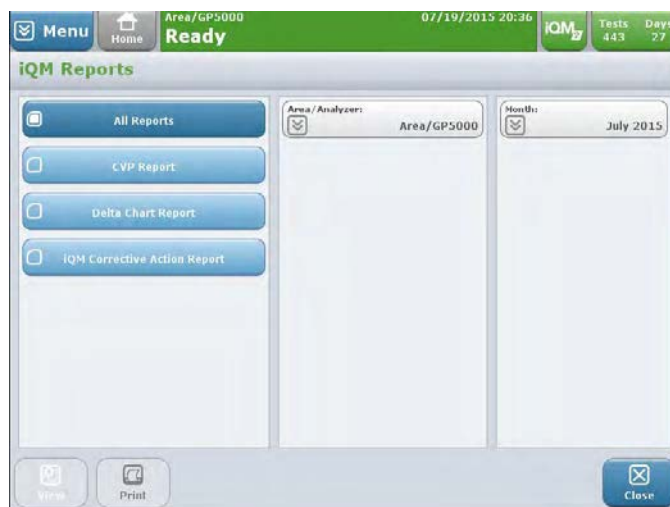 Menu
Home
Area/GP5000
Ready
07/19/2015 20:36
iQM2
Tests Days
443 27
iQM Reports
All Reports
CVP Report
Delta Chart Report
iQM Corrective Action Report
Area/Analyzer:
Area/GP5000
Month:
July 2015
View
Print
Close